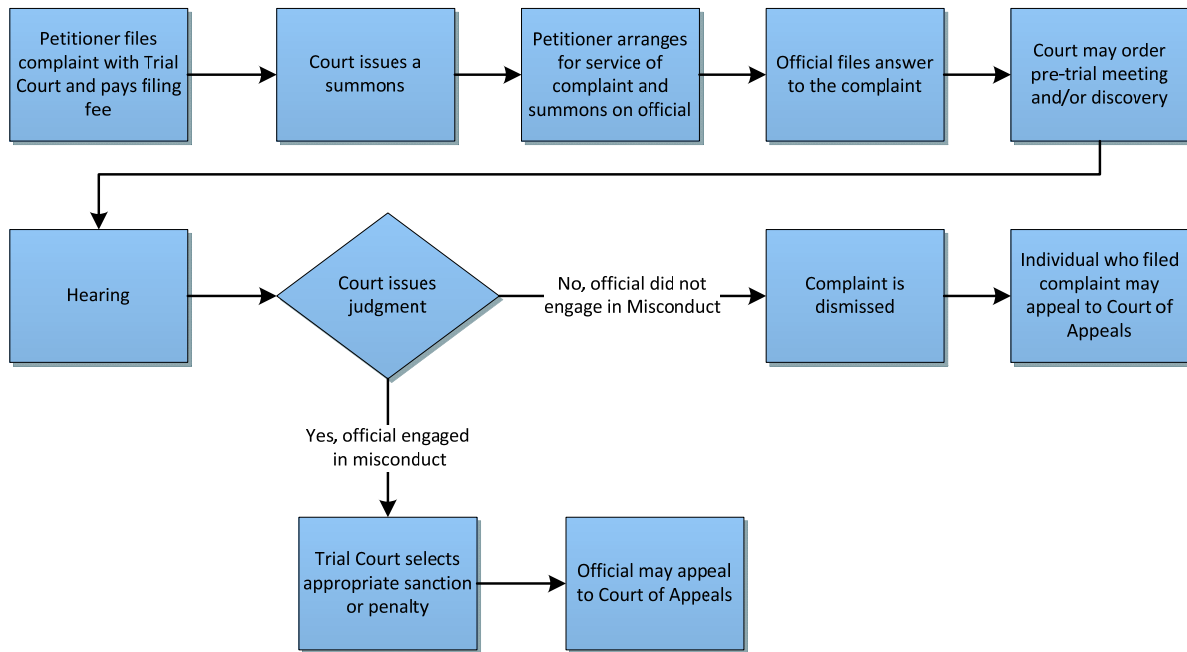 Petitioner files
complaint with Trial
Court and pays filing
fee
Court issues a
summons
Petitioner arranges
for service of
complaint and
summons on official
Official files answer
to the complaint
Court may order
pre-trial meeting
and/or discovery
Hearing
Court issues
judgment
No, official did not
engage in Misconduct
Complaint is
dismissed
Individual who filed
complaint may
appeal to Court of
Appeals
Yes, official engaged
in misconduct
Trial Court selects
appropriate sanction
or penalty
Official may appeal
to Court of Appeals